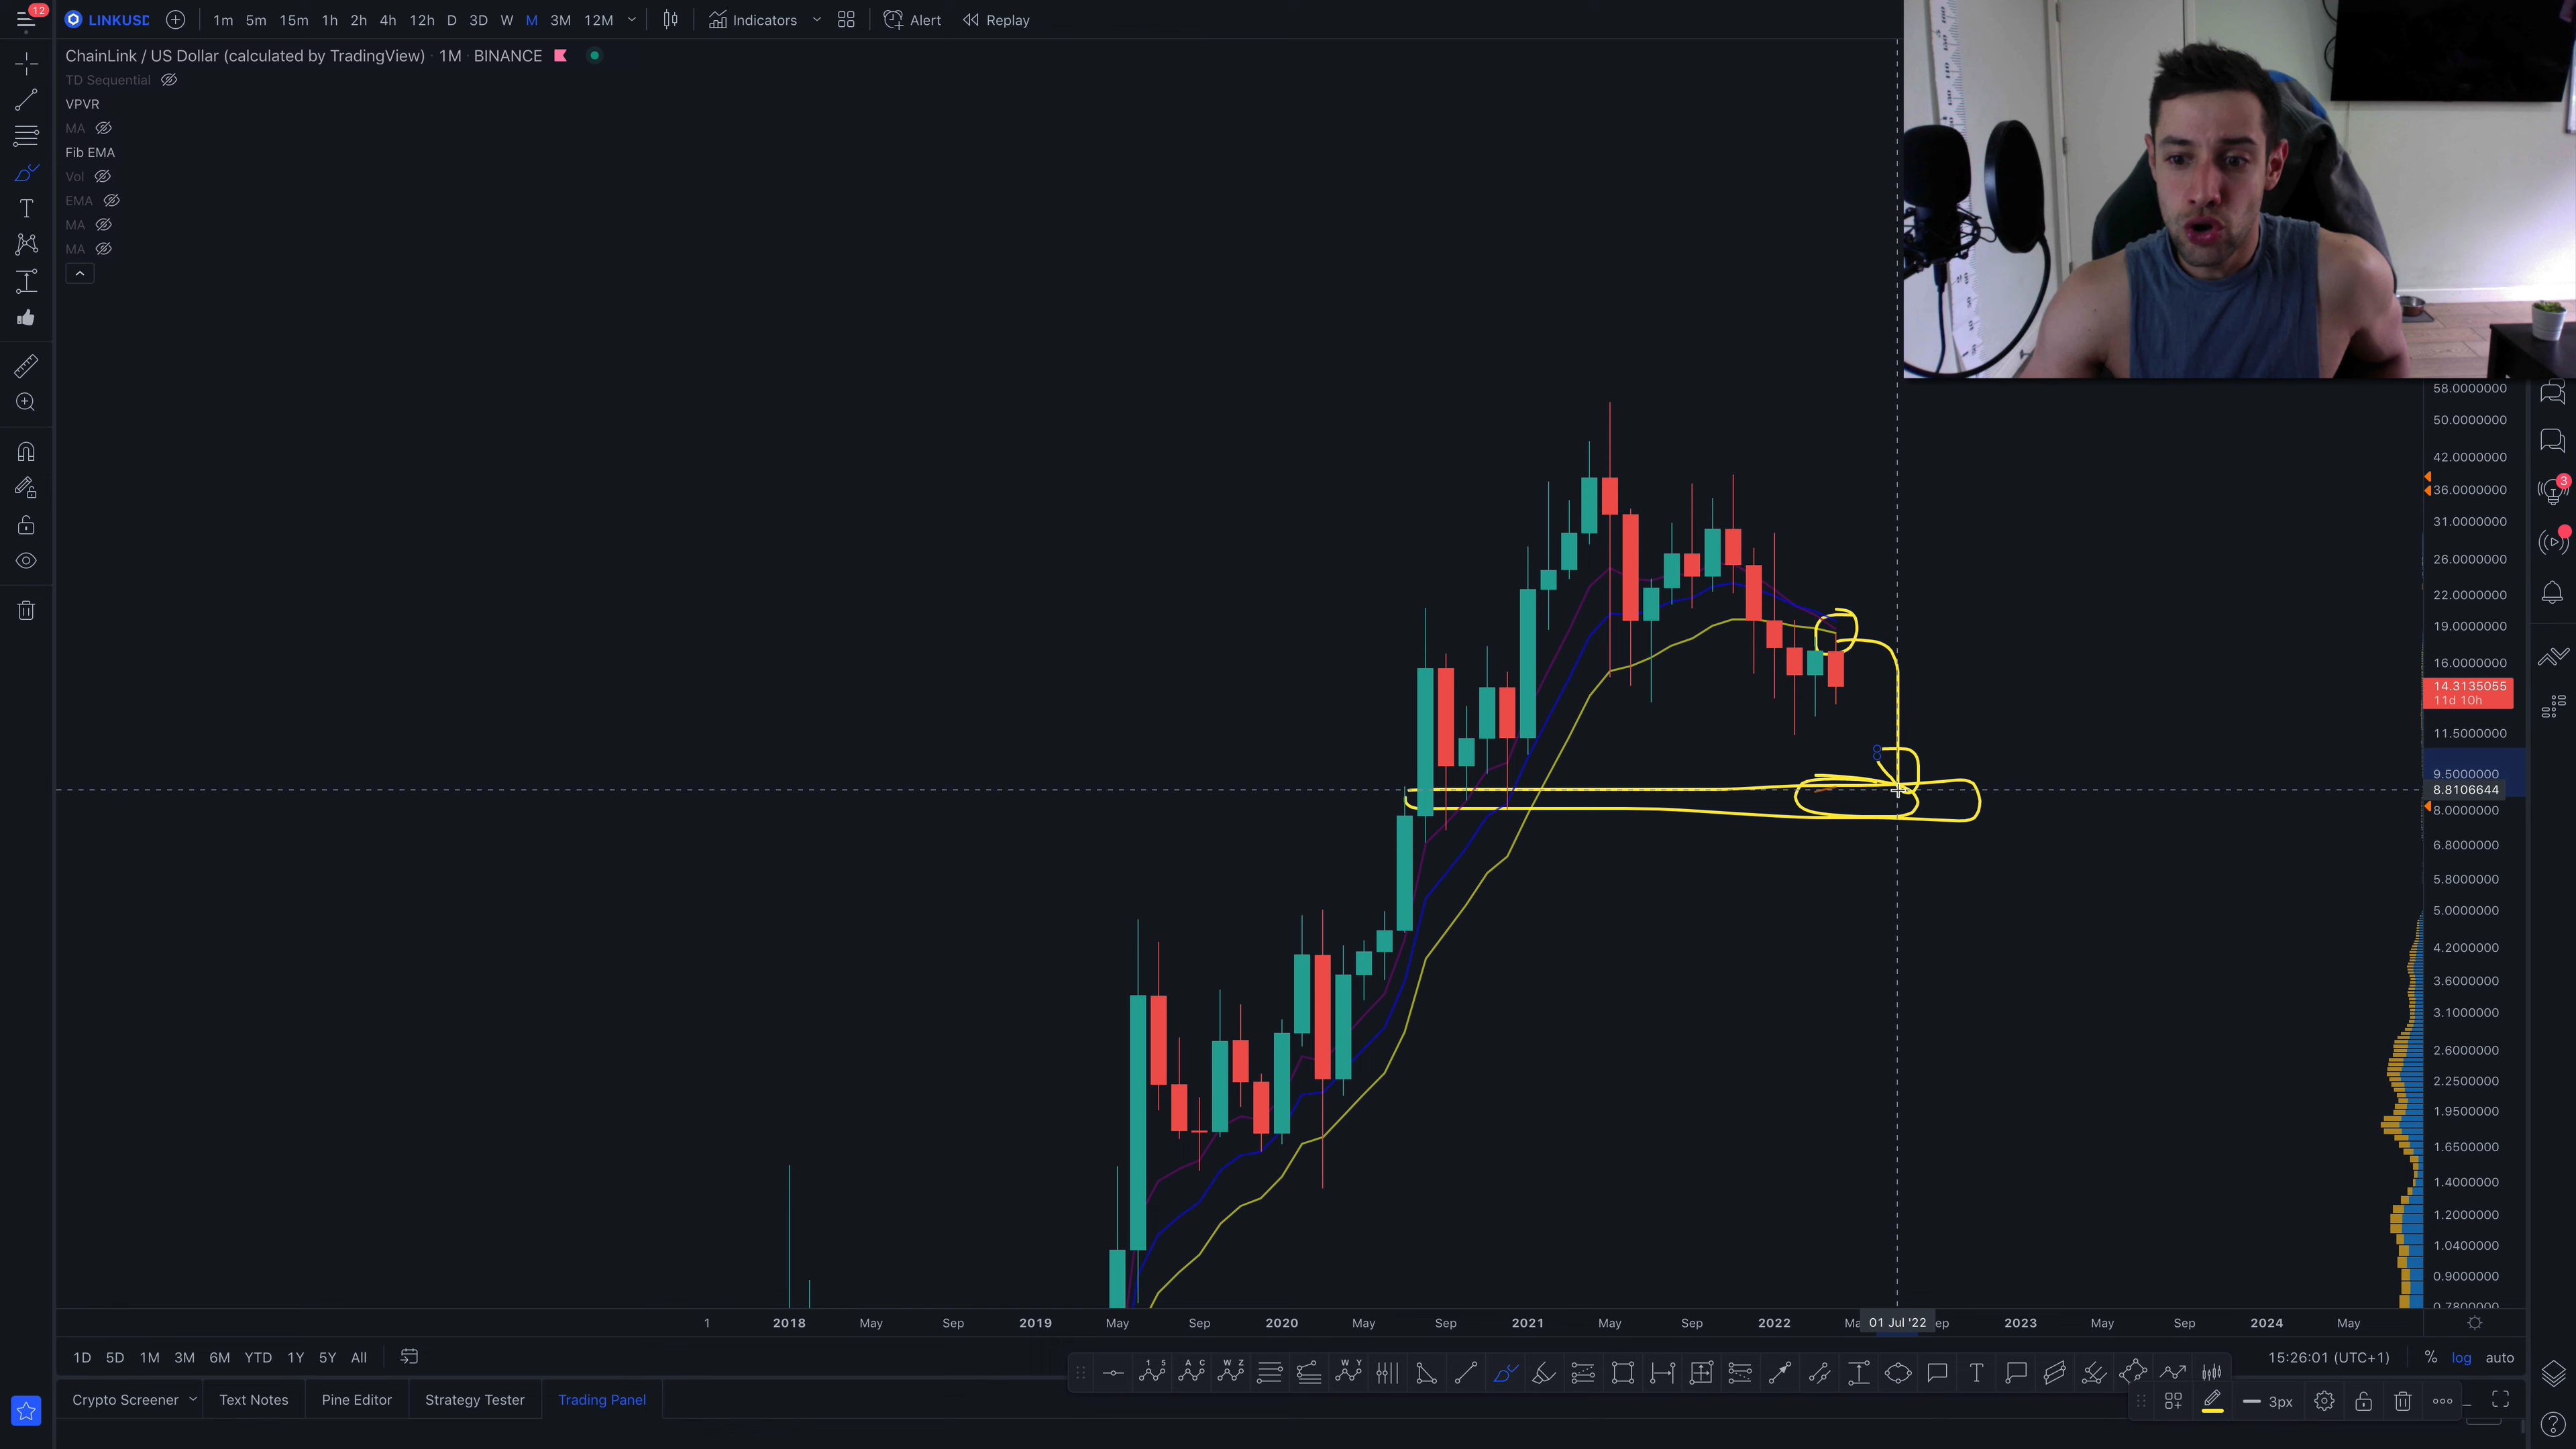 12
LINKUSD 1m 5m 15m 1h 2h 4h 12h D 3D W M 3M 12M Indicators Alert Replay
ChainLink / US Dollar (calculated by TradingView) · 1M · BINANCE
TD Sequential
VPVR
MA
Fib EMA
Vol
EMA
MA
MA
T
58.0000000
50.0000000
42.0000000
36.0000000
3
31.0000000
26.0000000
22.0000000
19.0000000
16.0000000
14.3135055
11d 10h
11.5000000
9.5000000
8.8106644
8.0000000
6.8000000
5.8000000
5.0000000
4.2000000
3.6000000
3.1000000
2.6000000
2.2500000
1.9500000
1.6500000
1.4000000
1.2000000
1.0400000
0.9000000
0.7800000
1 2018 May Sep 2019 May Sep 2020 May Sep 2021 May Sep 2022 Ma 01 Jul '22 ep 2023 May Sep 2024 May
1D 5D 1M 3M 6M YTD 1Y 5Y All
15:26:01 (UTC+1) % log auto
Crypto Screener Text Notes Pine Editor Strategy Tester Trading Panel
3px